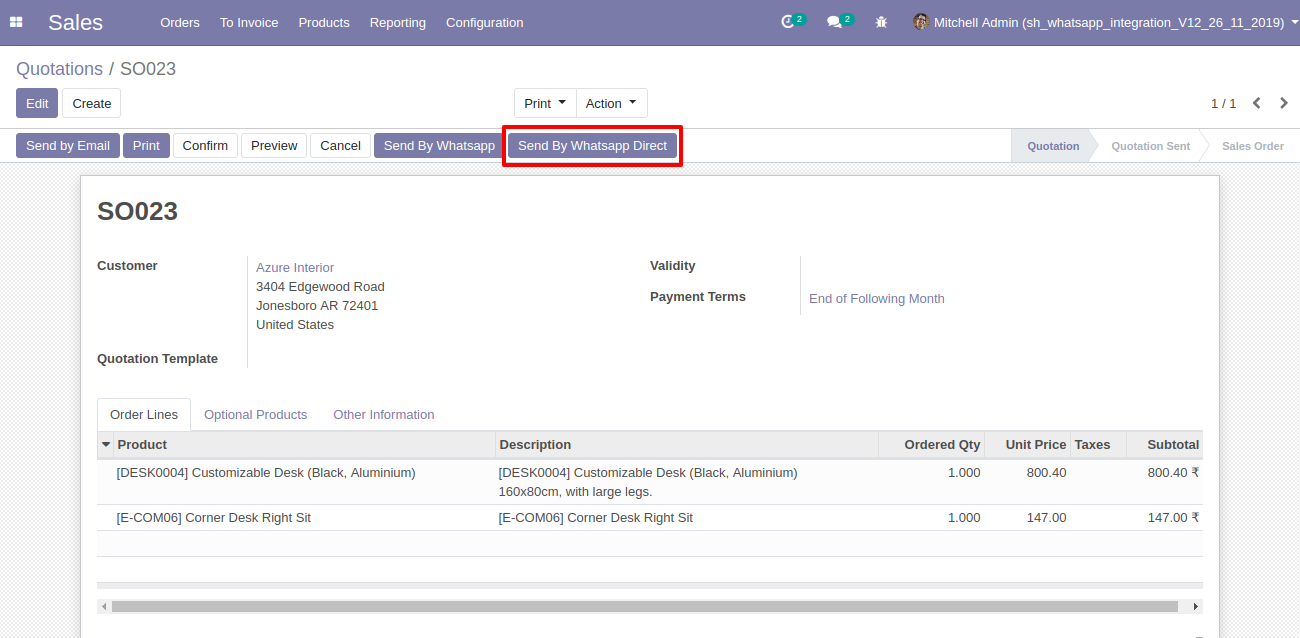 Sales Orders To Invoice Products Reporting Configuration 2 2 Mitchell Admin (sh_whatsapp_integration_V12_26_11_2019)
Quotations / SO023
Edit Create Print Action 1 / 1
Send by Email Print Confirm Preview Cancel Send By Whatsapp Send By Whatsapp Direct Quotation Quotation Sent Sales Order
SO023
Customer Azure Interior Validity
3404 Edgewood Road
Jonesboro AR 72401
United States
Payment Terms End of Following Month
Quotation Template
Order Lines Optional Products Other Information
Product Description Ordered Qty Unit Price Taxes Subtotal
[DESK0004] Customizable Desk (Black, Aluminium) [DESK0004] Customizable Desk (Black, Aluminium) 1.000 800.40 800.40 ₹
160x80cm, with large legs.
[E-COM06] Corner Desk Right Sit [E-COM06] Corner Desk Right Sit 1.000 147.00 147.00 ₹